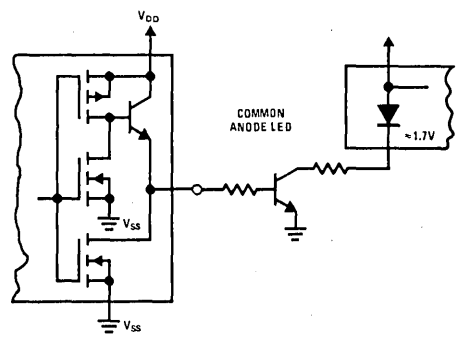 VDD
COMMON
ANODE LED
≈1.7V
VSS
VSS